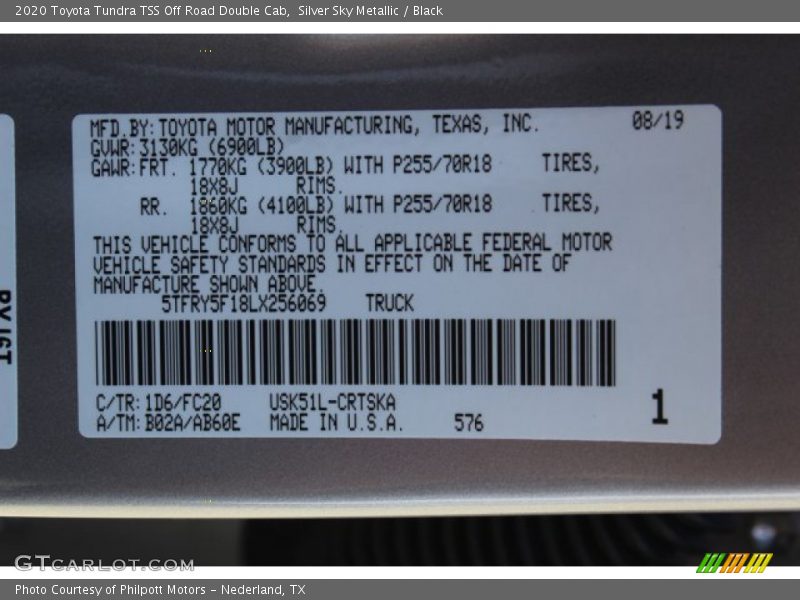 2020 Toyota Tundra TSS Off Road Double Cab, Silver Sky Metallic / Black
MFD.BY:TOYOTA MOTOR MANUFACTURING, TEXAS, INC. 08/19
GVWR:3130KG (6900LB)
GAWR:FRT. 1770KG (3900LB) WITH P255/70R18 TIRES,
18X8J RIMS.
RR. 1860KG (4100LB) WITH P255/70R18 TIRES,
18X8J RIMS.
THIS VEHICLE CONFORMS TO ALL APPLICABLE FEDERAL MOTOR
VEHICLE SAFETY STANDARDS IN EFFECT ON THE DATE OF
MANUFACTURE SHOWN ABOVE.
5TFRY5F18LX256069 TRUCK
C/TR:1D6/FC20 USK51L-CRTSKA
A/TM:B02A/AB60E MADE IN U.S.A. 576
1
GTCARLOT.COM
Photo Courtesy of Philpott Motors - Nederland, TX